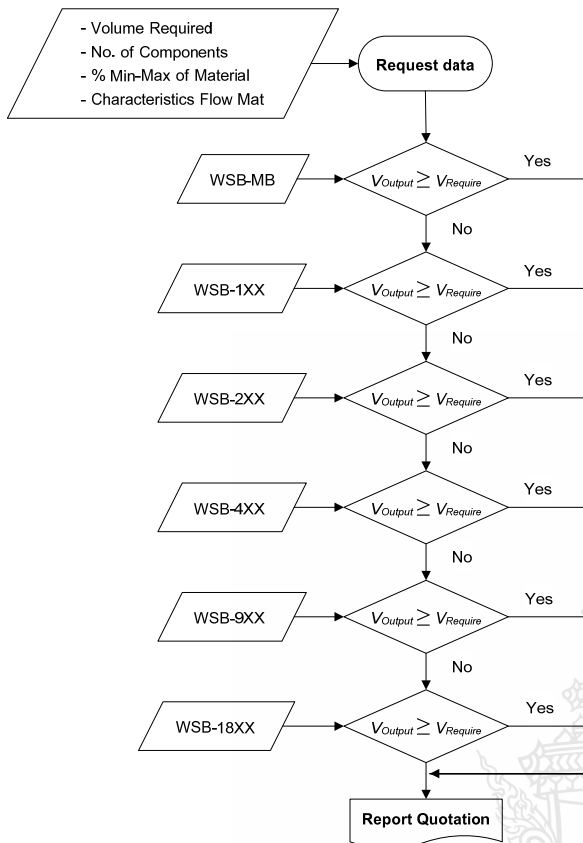 - Volume Required
- No. of Components
- % Min-Max of Material
- Characteristics Flow Mat
Request data
WSB-MB
VOutput ≥ VRequire
Yes
No
WSB-1XX
VOutput ≥ VRequire
Yes
No
WSB-2XX
VOutput ≥ VRequire
Yes
No
WSB-4XX
VOutput ≥ VRequire
Yes
No
WSB-9XX
VOutput ≥ VRequire
Yes
No
WSB-18XX
VOutput ≥ VRequire
Yes
Report Quotation